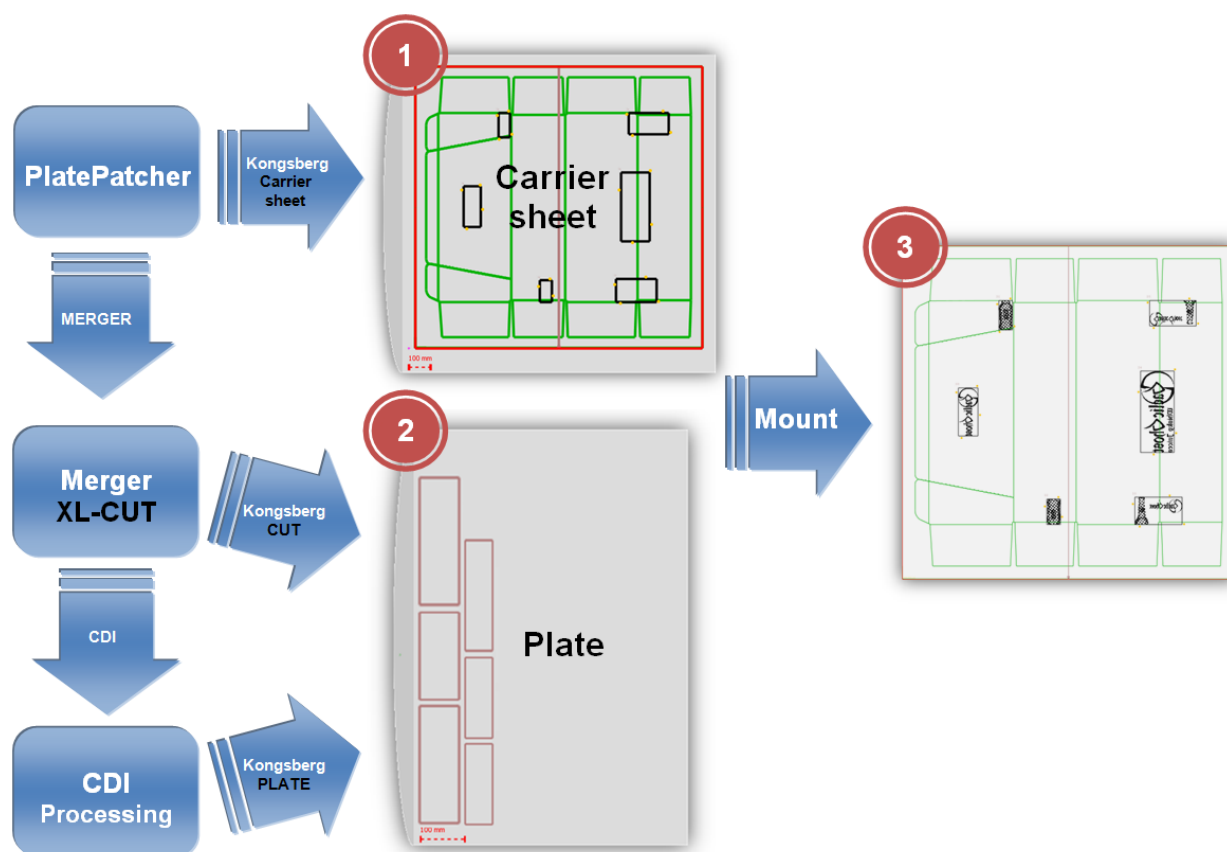 1
PlatePatcher
Kongsberg
Carrier
sheet
Carrier
sheet
100 mm
MERGER
3
Mount
2
Merger
XL-CUT
Kongsberg
CUT
Plate
CDI
CDI
Processing
Kongsberg
PLATE
100 mm